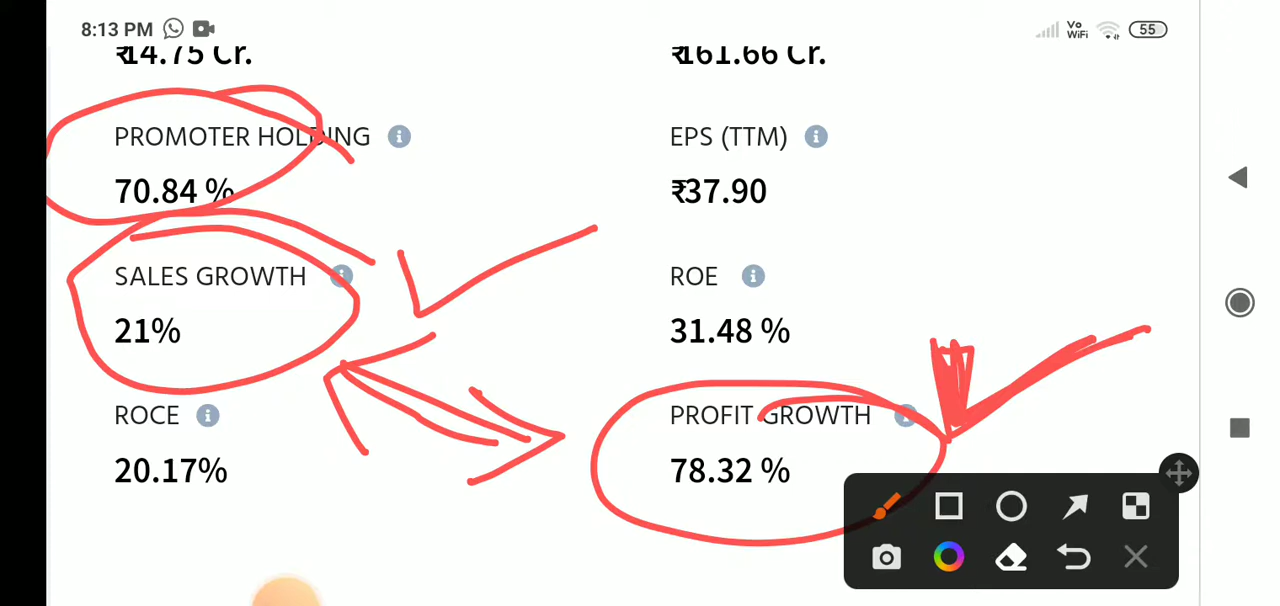 8:13 PM
Vo WiFi 55
₹14.75 Cr. ₹161.66 Cr.
PROMOTER HOLDING EPS (TTM)
70.84 % ₹37.90
SALES GROWTH ROE
21% 31.48 %
ROCE PROFIT GROWTH
20.17% 78.32 %